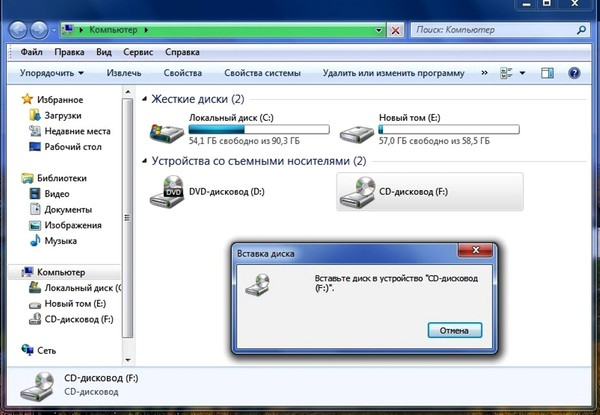 Компьютер
Поиск: Компьютер
Файл Правка Вид Сервис Справка
Упорядочить Извлечь Свойства Свойства системы Удалить или изменить программу »
Избранное
Загрузки
Недавние места
Рабочий стол
Библиотеки
Видео
Документы
Изображения
Музыка
Компьютер
Локальный диск (C
Новый том (E:)
CD-дисковод (F:)
Сеть
Жесткие диски (2)
Локальный диск (C:)
54,1 ГБ свободно из 90,3 ГБ
Новый том (E:)
57,0 ГБ свободно из 58,5 ГБ
Устройства со съемными носителями (2)
DVD
DVD-дисковод (D:)
CD-дисковод (F:)
Вставка диска
Вставьте диск в устройство "CD-дисковод
(F:)".
Отмена
CD-дисковод (F:)
CD-дисковод